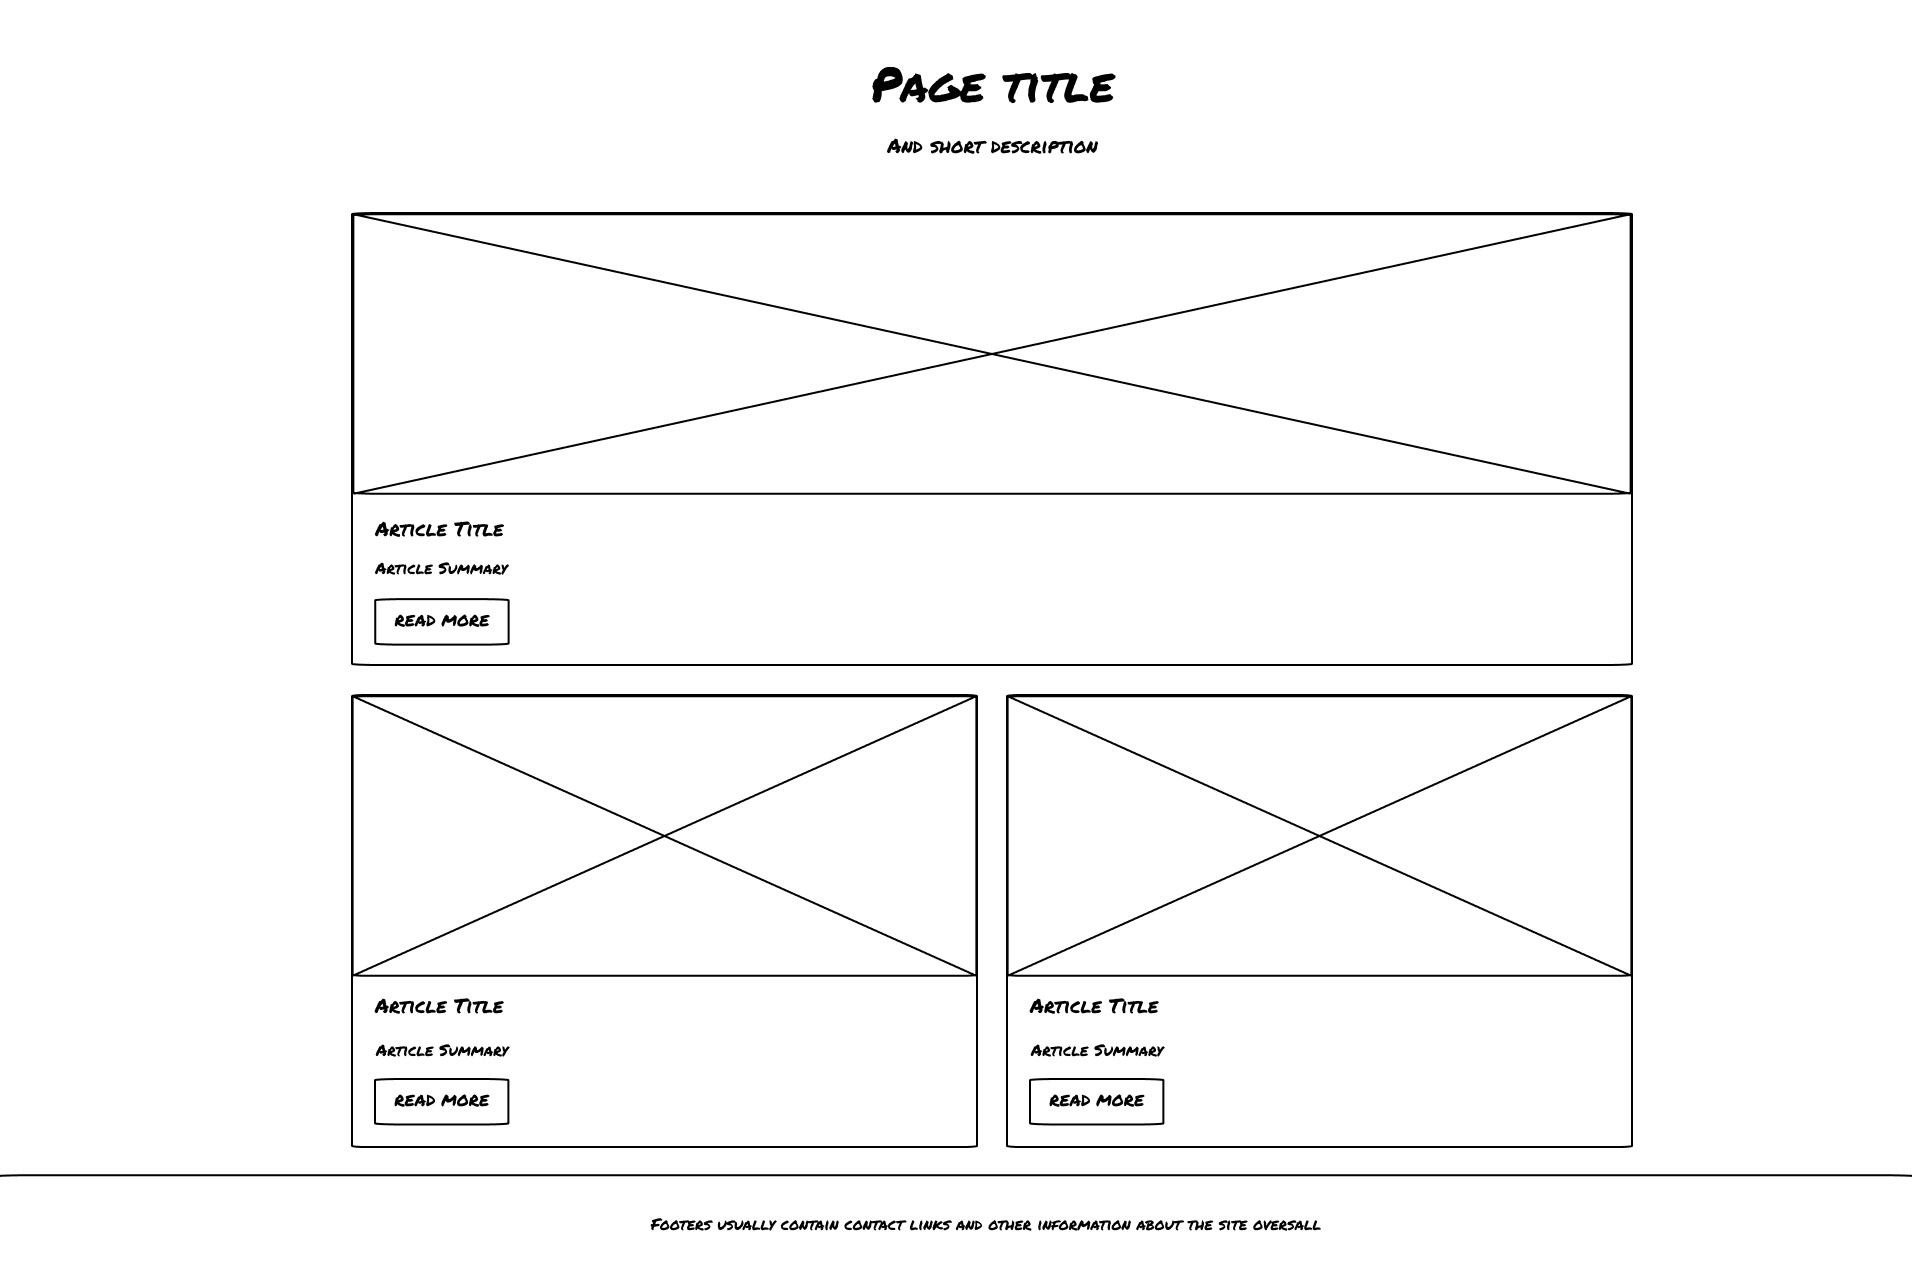 Page title
And short description
Article Title
Article Summary
READ MORE
Article Title
Article Summary
READ MORE
Article Title
Article Summary
READ MORE
Footers usually contain contact links and other information about the site oversall